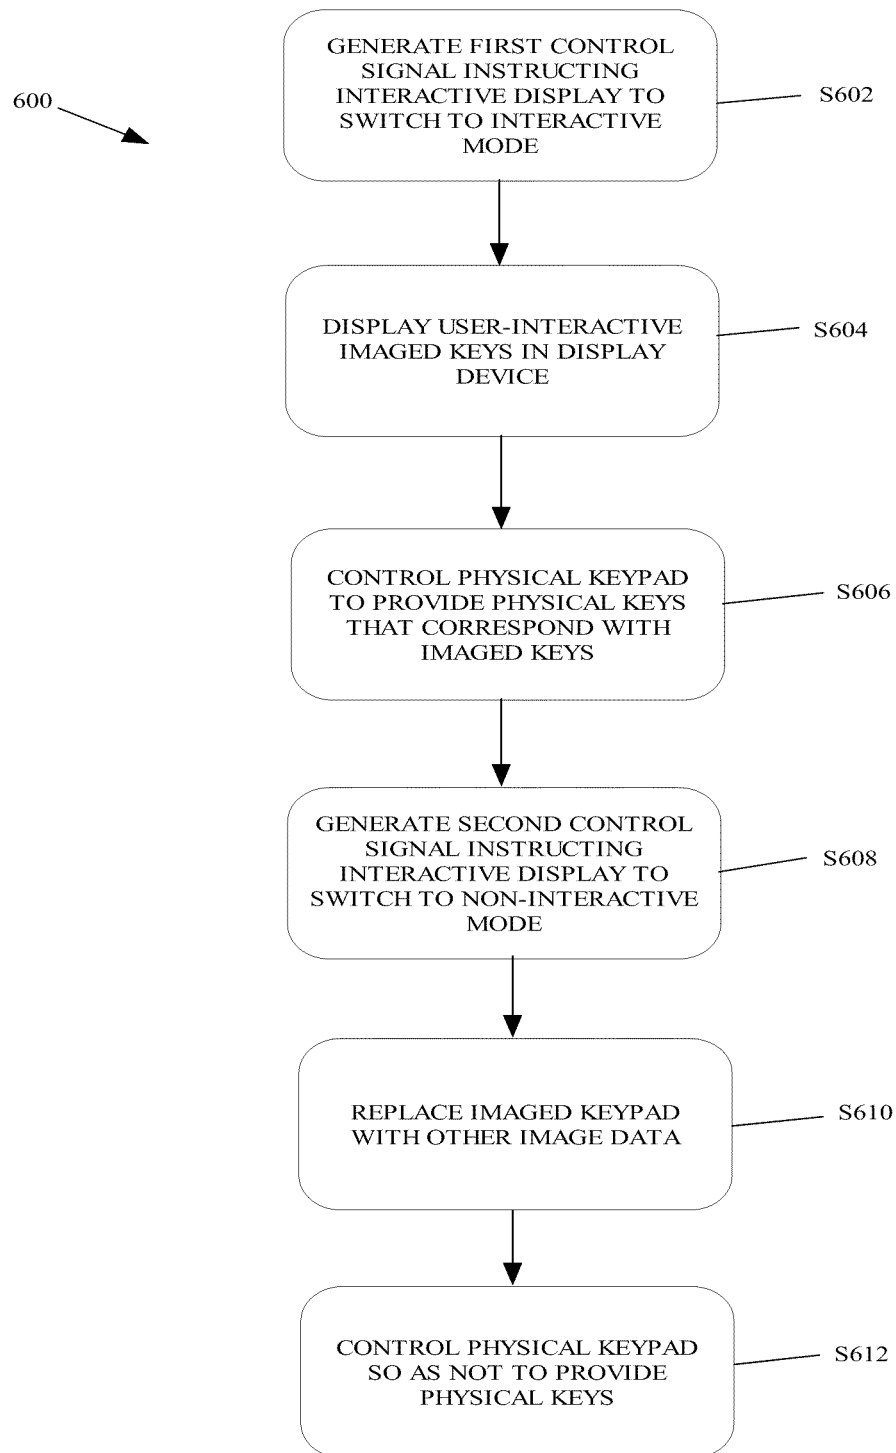 600
GENERATE FIRST CONTROL
SIGNAL INSTRUCTING
INTERACTIVE DISPLAY TO
SWITCH TO INTERACTIVE
MODE
S602
DISPLAY USER-INTERACTIVE
IMAGED KEYS IN DISPLAY
DEVICE
S604
CONTROL PHYSICAL KEYPAD
TO PROVIDE PHYSICAL KEYS
THAT CORRESPOND WITH
IMAGED KEYS
S606
GENERATE SECOND CONTROL
SIGNAL INSTRUCTING
INTERACTIVE DISPLAY TO
SWITCH TO NON-INTERACTIVE
MODE
S608
REPLACE IMAGED KEYPAD
WITH OTHER IMAGE DATA
S610
CONTROL PHYSICAL KEYPAD
SO AS NOT TO PROVIDE
PHYSICAL KEYS
S612